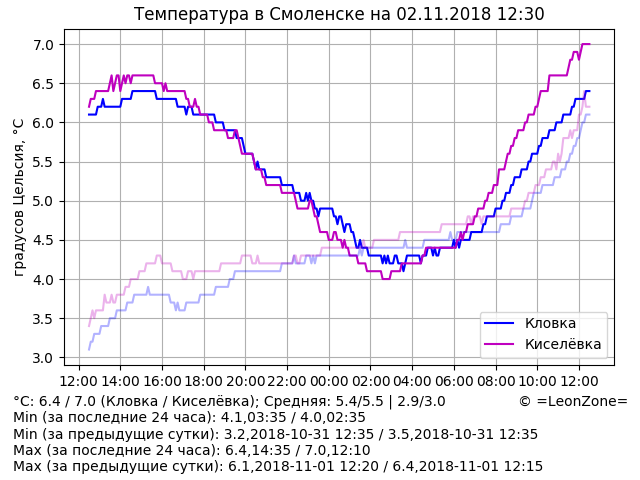 Температура в Смоленске на 02.11.2018 12:30
градусов Цельсия, °C
7.0
6.5
6.0
5.5
5.0
4.5
4.0
3.5
3.0
Кловка
Киселёвка
12:00 14:00 16:00 18:00 20:00 22:00 00:00 02:00 04:00 06:00 08:00 10:00 12:00
°C: 6.4 / 7.0 (Кловка / Киселёвка); Средняя: 5.4/5.5 | 2.9/3.0 © =LeonZone=
Min (за последние 24 часа): 4.1,03:35 / 4.0,02:35
Min (за предыдущие сутки): 3.2,2018-10-31 12:35 / 3.5,2018-10-31 12:35
Max (за последние 24 часа): 6.4,14:35 / 7.0,12:10
Max (за предыдущие сутки): 6.1,2018-11-01 12:20 / 6.4,2018-11-01 12:15